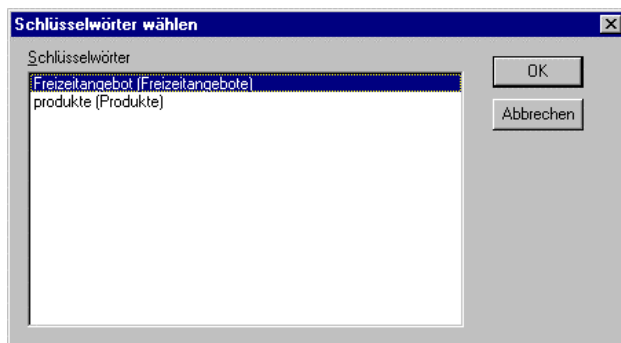 Schlüsselwörter wählen
Schlüsselwörter
Freizeitangebot (Freizeitangebote)
produkte (Produkte)
OK
Abbrechen